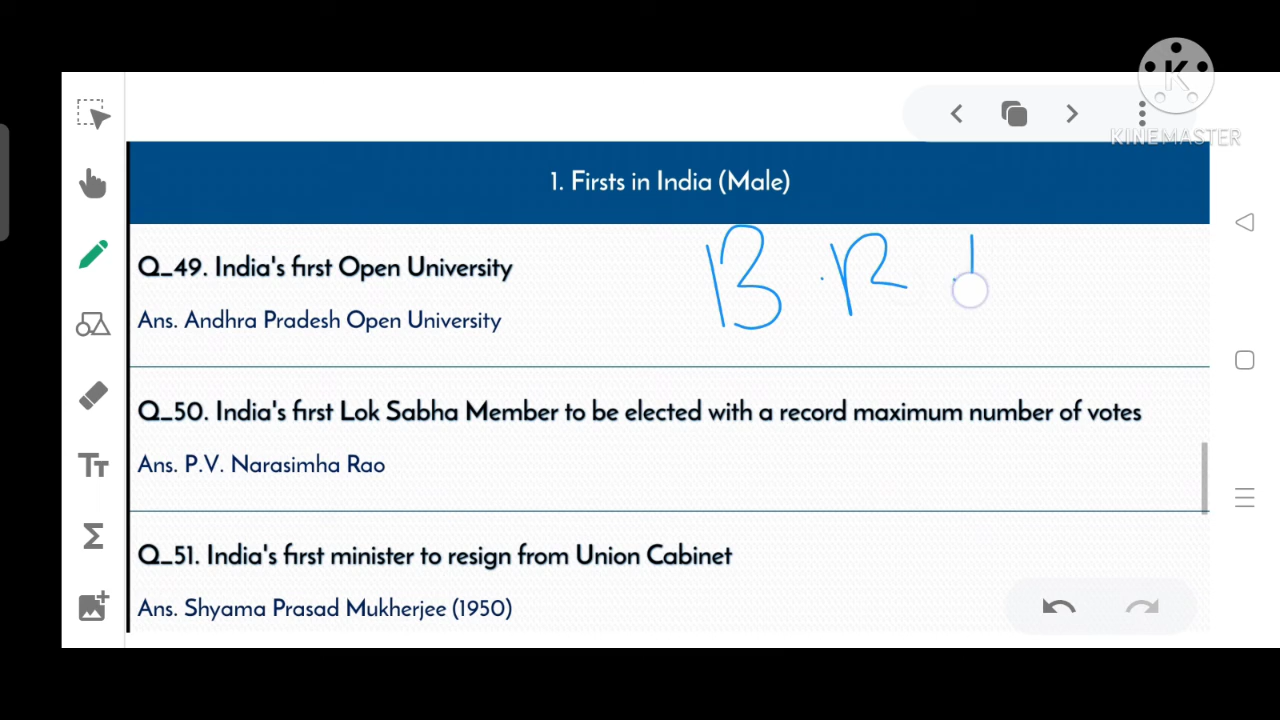 K
KINEMASTER
1. Firsts in India (Male)
Q_49. India's first Open University
B.R
Ans. Andhra Pradesh Open University
Q_50. India's first Lok Sabha Member to be elected with a record maximum number of votes
Ans. P.V. Narasimha Rao
Q_51. India's first minister to resign from Union Cabinet
Ans. Shyama Prasad Mukherjee (1950)
Tт
Σ